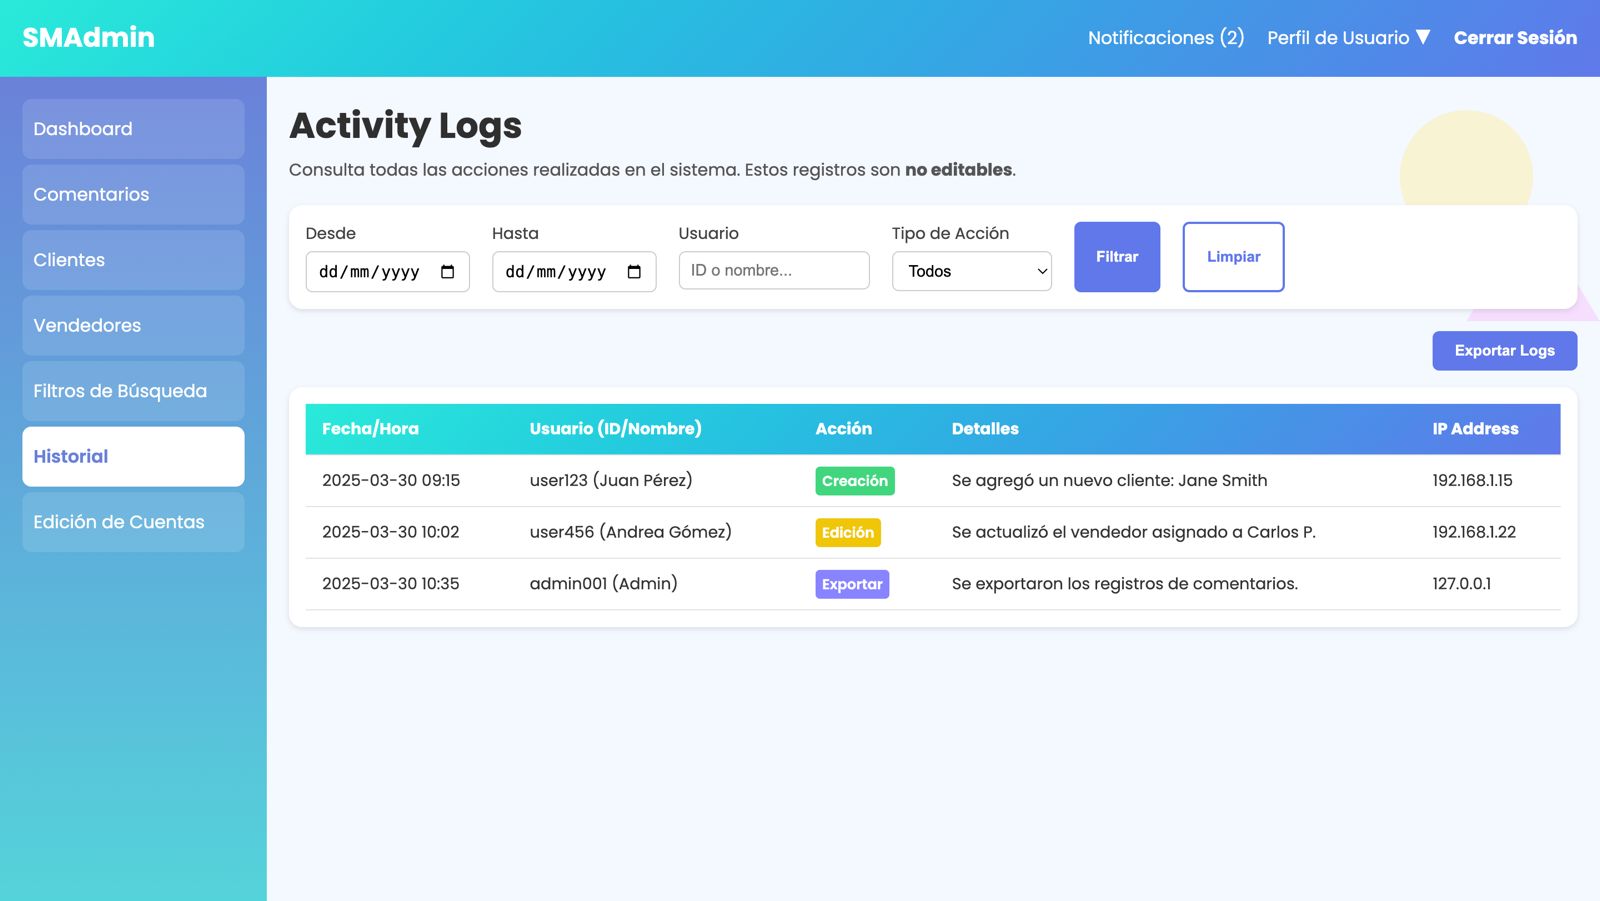 SMAdmin
Notificaciones (2) Perfil de Usuario ▼ Cerrar Sesión
Dashboard
Comentarios
Clientes
Vendedores
Filtros de Búsqueda
Historial
Edición de Cuentas
Activity Logs
Consulta todas las acciones realizadas en el sistema. Estos registros son no editables.
Desde Hasta Usuario Tipo de Acción
dd/mm/yyyy dd/mm/yyyy ID o nombre... Todos Filtrar Limpiar
Exportar Logs
Fecha/Hora Usuario (ID/Nombre) Acción Detalles IP Address
2025-03-30 09:15 user123 (Juan Pérez) Creación Se agregó un nuevo cliente: Jane Smith 192.168.1.15
2025-03-30 10:02 user456 (Andrea Gómez) Edición Se actualizó el vendedor asignado a Carlos P. 192.168.1.22
2025-03-30 10:35 admin001 (Admin) Exportar Se exportaron los registros de comentarios. 127.0.0.1